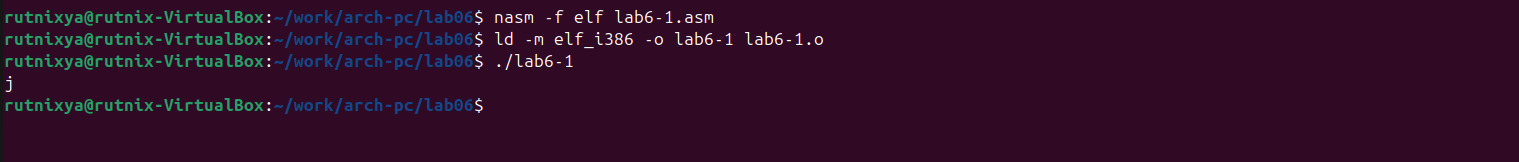 rutnixya@rutnix-VirtualBox:~/work/arch-pc/lab06$ nasm -f elf lab6-1.asm
rutnixya@rutnix-VirtualBox:~/work/arch-pc/lab06$ ld -m elf_i386 -o lab6-1 lab6-1.o
rutnixya@rutnix-VirtualBox:~/work/arch-pc/lab06$ ./lab6-1
j
rutnixya@rutnix-VirtualBox:~/work/arch-pc/lab06$